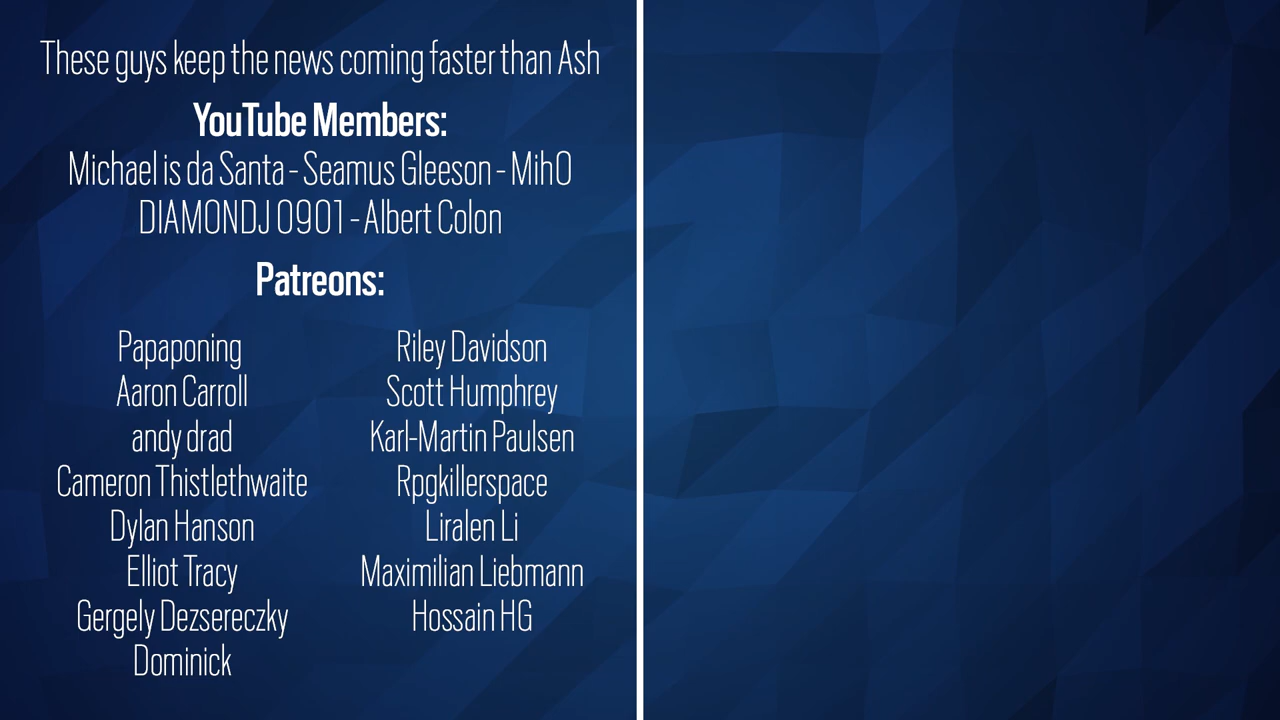 These guys keep the news coming faster than Ash
YouTube Members:
Michael is da Santa - Seamus Gleeson - MihO
DIAMONDJ 0901 - Albert Colon
Patreons:
Papaponing
Aaron Carroll
andy drad
Cameron Thistlethwaite
Dylan Hanson
Elliot Tracy
Gergely Dezsereczky
Dominick
Riley Davidson
Scott Humphrey
Karl-Martin Paulsen
Rpgkillerspace
Liralen Li
Maximilian Liebmann
Hossain HG